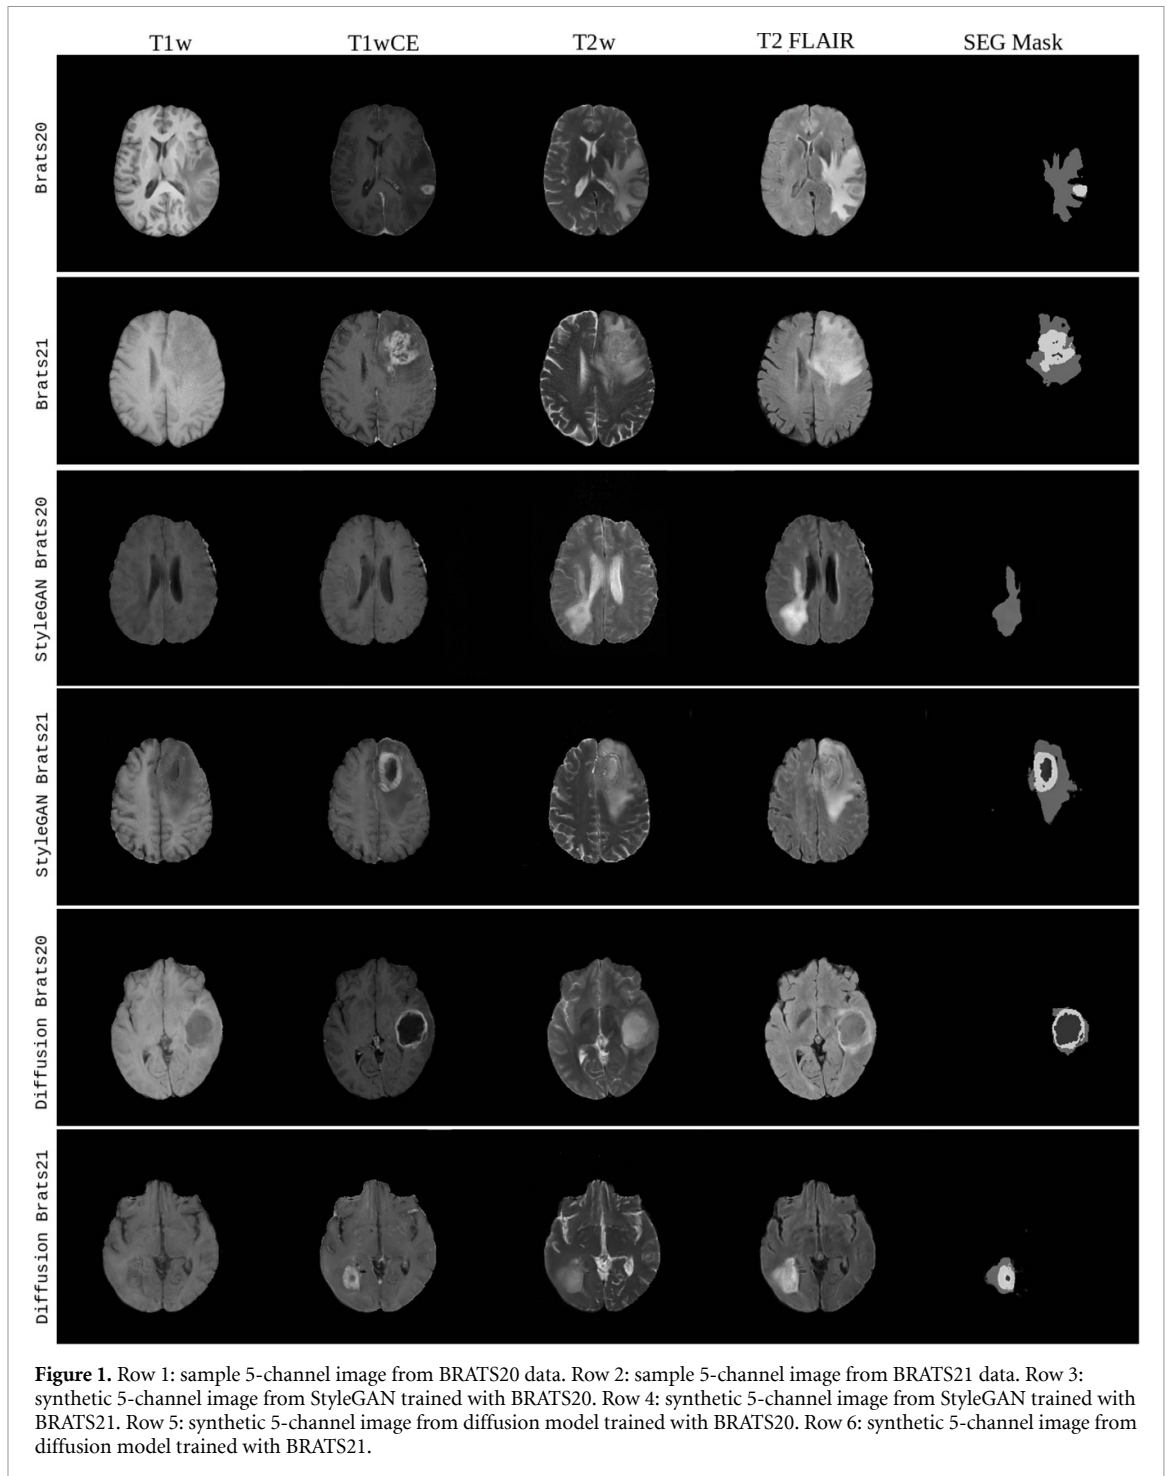 T1w T1wCE T2w T2 FLAIR SEG Mask
Brats20
Brats21
StyleGAN Brats20
StyleGAN Brats21
Diffusion Brats20
Diffusion Brats21
Figure 1. Row 1: sample 5-channel image from BRATS20 data. Row 2: sample 5-channel image from BRATS21 data. Row 3:
synthetic 5-channel image from StyleGAN trained with BRATS20. Row 4: synthetic 5-channel image from StyleGAN trained with
BRATS21. Row 5: synthetic 5-channel image from diffusion model trained with BRATS20. Row 6: synthetic 5-channel image from
diffusion model trained with BRATS21.